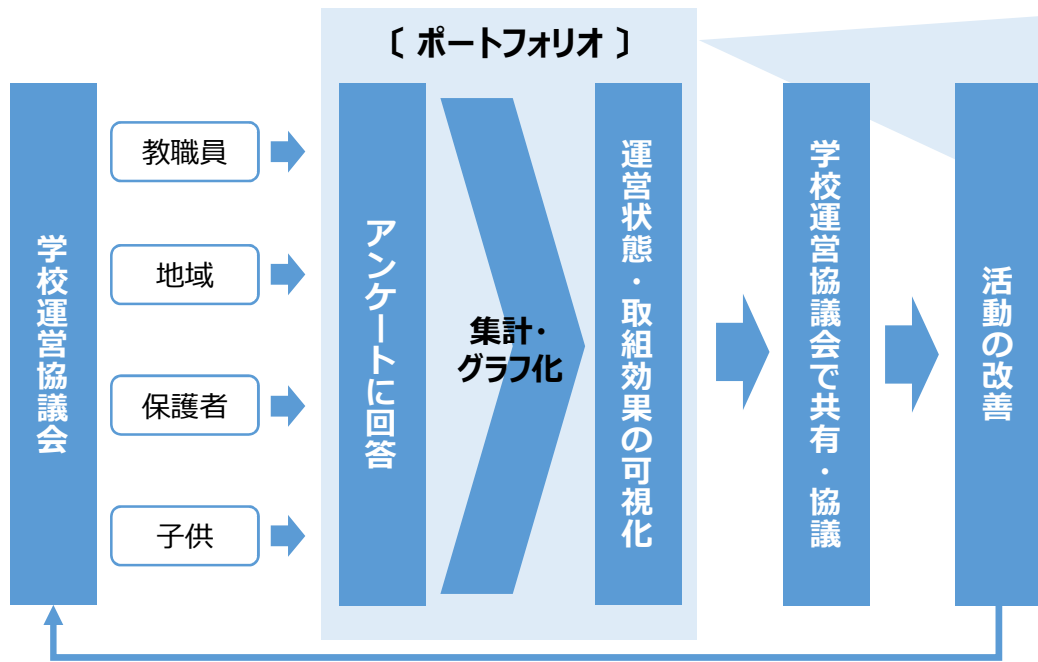 〔 ポートフォリオ 〕
学校運営協議会
教職員
地域
保護者
子供
アンケートに回答
集計・
グラフ化
運営状態・取組効果の可視化
学校運営協議会で共有・協議
活動の改善